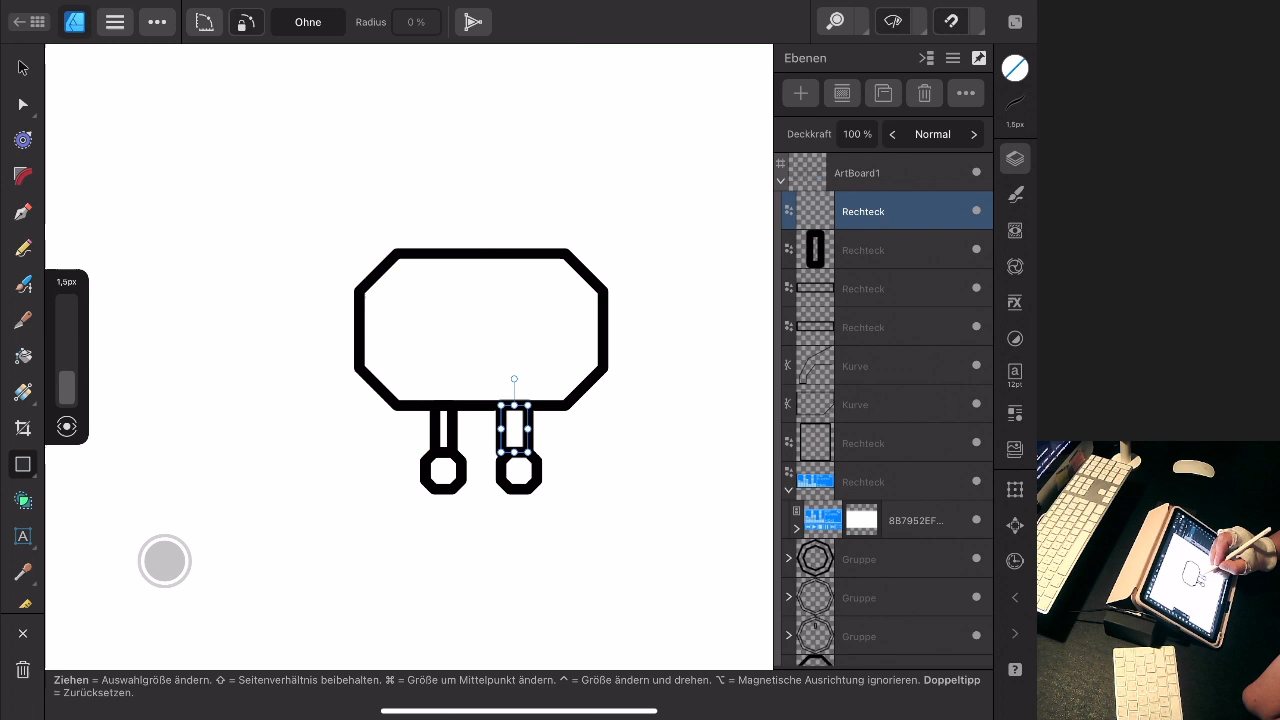 Ohne
Radius
0 %
Ebenen
1,5px
Deckkraft
100 %
Normal
ArtBoard1
Rechteck
Rechteck
Rechteck
Rechteck
Kurve
Kurve
Rechteck
Rechteck
8B7952EF...
Gruppe
Gruppe
Gruppe
1,5px
A
a
12pt
FX
?
Ziehen = Auswahlgröße ändern. ⇧ = Seitenverhältnis beibehalten. ⌘ = Größe um Mittelpunkt ändern. ^ = Größe ändern und drehen. ⌥ = Magnetische Ausrichtung ignorieren. Doppeltipp
= Zurücksetzen.